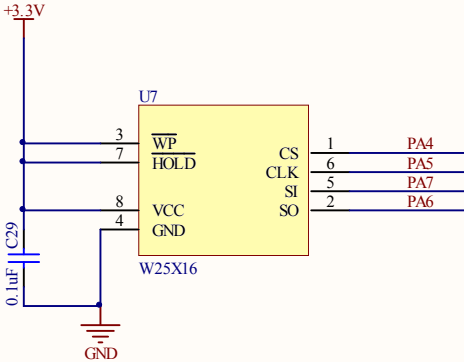 +3.3V
U7
3 WP
7 HOLD
CS 1 PA4
CLK 6 PA5
SI 5 PA7
SO 2 PA6
8 VCC
4 GND
C29
0.1uF
W25X16
GND